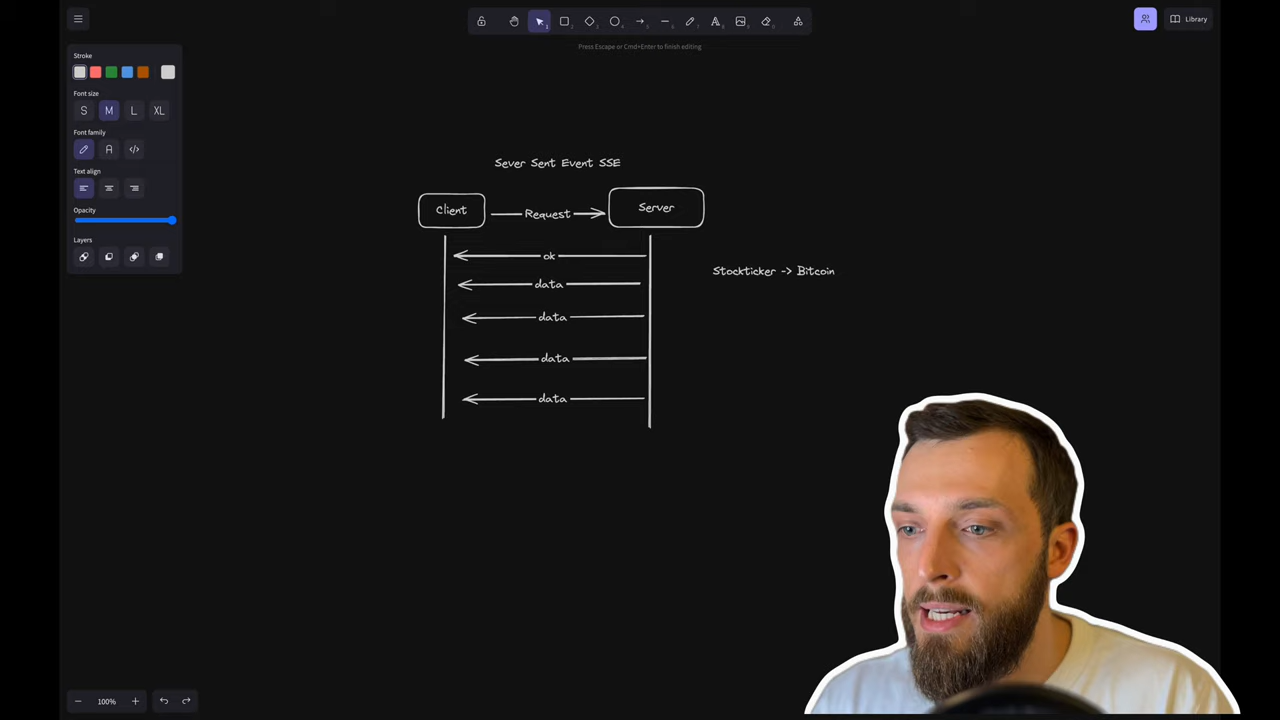 Library
Press Escape or Cmd+Enter to finish editing
Stroke
Font size
S M L XL
Font family
A </>
Text align
Opacity
Layers
Sever Sent Event SSE
Client Request Server
ok
data
Stockticker -> Bitcoin
data
data
data
100%